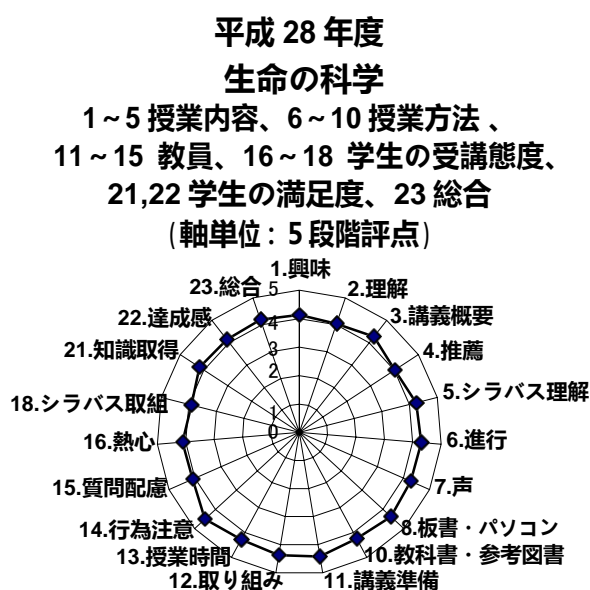 平成 28 年度
生命の科学
1～5 授業内容、6～10 授業方法 、
11～15 教員、16～18 学生の受講態度、
21,22 学生の満足度、23 総合
(軸単位：５段階評点)
1.興味
2.理解
3.講義概要
4.推薦
5.シラバス理解
6.進行
7.声
8.板書・パソコン
10.教科書・参考図書
11.講義準備
12.取り組み
13.授業時間
14.行為注意
15.質問配慮
16.熱心
18.シラバス取組
21.知識取得
22.達成感
23.総合
5
4
3
2
1
0